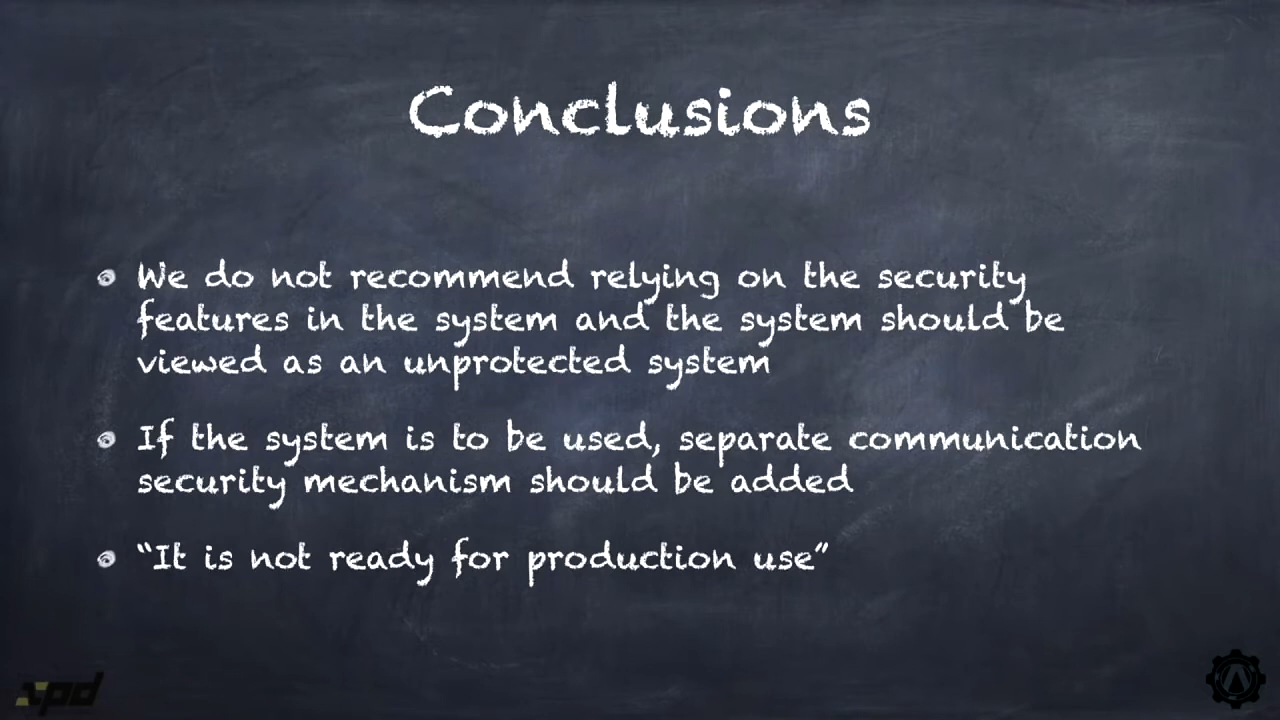 Conclusions
We do not recommend relying on the security
features in the system and the system should be
viewed as an unprotected system
If the system is to be used, separate communication
security mechanism should be added
“It is not ready for production use”
xpd